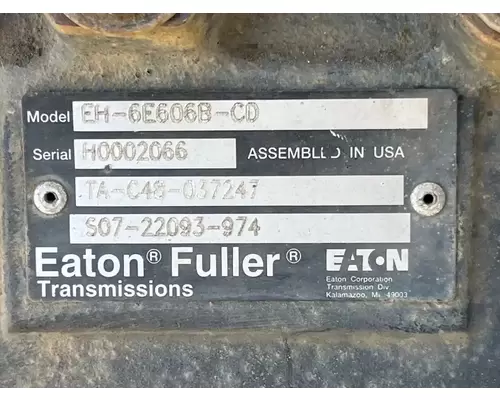 Model EH-6E606B-CD
Serial H0002066 ASSEMBLED IN USA
TA-C48-037247
S07-22093-974
Eaton® Fuller® EATON
Transmissions
Eaton Corporation
Transmission Div.
Kalamazoo, MI 49003